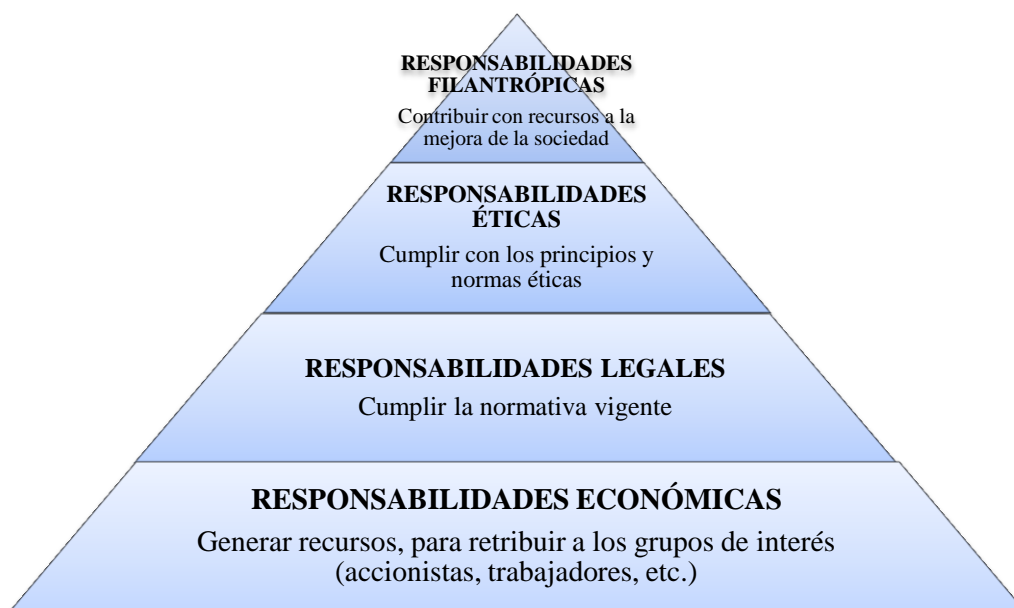 RESPONSABILIDADES
FILANTRÓPICAS
Contribuir con recursos a la
mejora de la sociedad
RESPONSABILIDADES
ÉTICAS
Cumplir con los principios y
normas éticas
RESPONSABILIDADES LEGALES
Cumplir la normativa vigente
RESPONSABILIDADES ECONÓMICAS
Generar recursos, para retribuir a los grupos de interés
(accionistas, trabajadores, etc.)